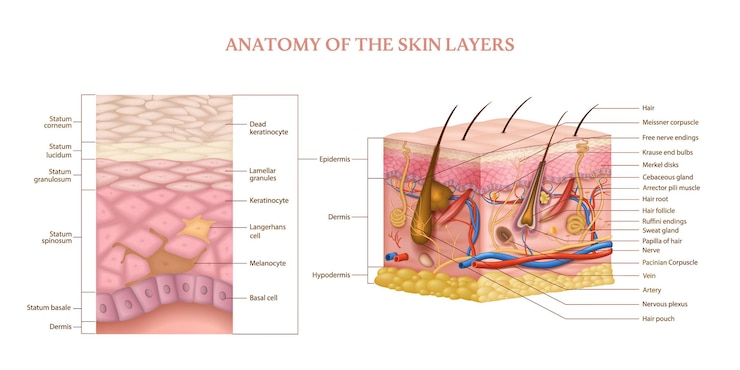 ANATOMY OF THE SKIN LAYERS
Statum
corneum
Statum
lucidum
Statum
granulosum
Statum
spinosum
Statum basale
Dermis
Dead
keratinocyte
Lamellar
granules
Keratinocyte
Langerhans
cell
Melanocyte
Basal cell
Epidermis
Dermis
Hypodermis
Hair
Meissner corpuscle
Free nerve endings
Krause end bulbs
Merkel disks
Cebaceous gland
Arrector pili muscle
Hair root
Hair follicle
Ruffini endings
Sweat gland
Papilla of hair
Nerve
Pacinian Corpuscle
Vein
Artery
Nervous plexus
Hair pouch